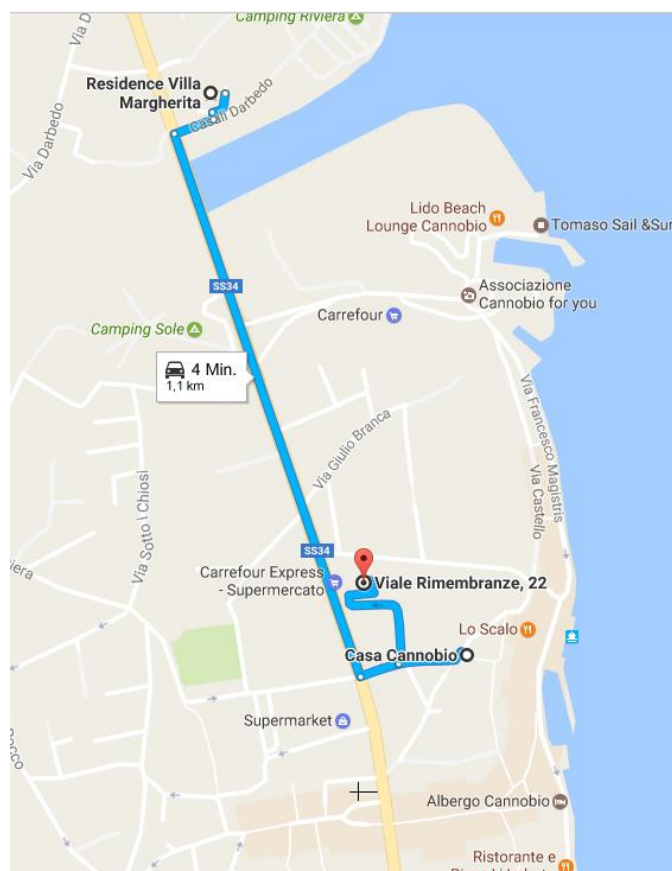 Camping Riviera
Via D
Residence Villa
Margherita
(Casali Darbedo
Via Darbedo
Lido Beach
Lounge Cannobio
Tomaso Sail &Sur
SS34
Associazione
Cannobio for you
Carrefour
Camping Sole
4 Min.
1,1 km
Via Francesco Magistris
Via Giulio Branca
Via Castello
Via Sotto i Chiosi
SS34
iera
Carrefour Express
- Supermercato
Viale Rimembranze, 22
Lo Scalo
Casa Cannobio
Supermarket
occo
Albergo Cannobio
Ristorante e